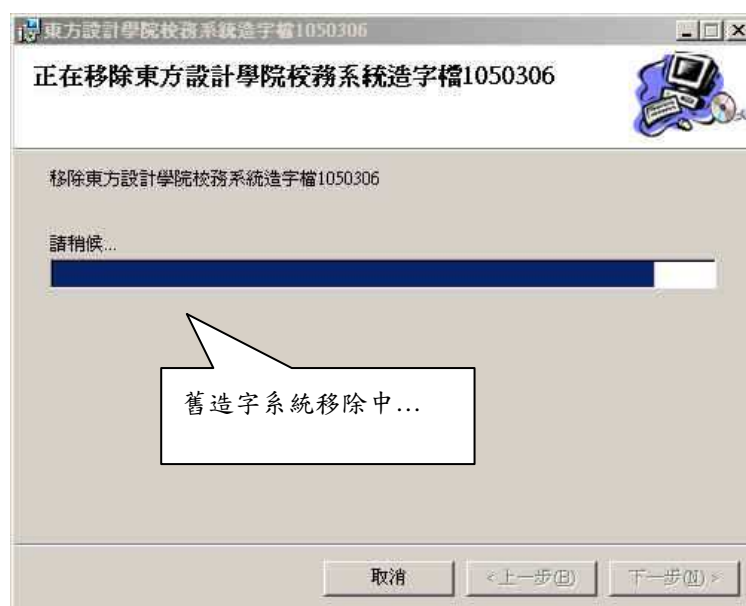 東方設計學院校務系統造字檔1050306
正在移除東方設計學院校務系統造字檔1050306
移除東方設計學院校務系統造字檔1050306
請稍候...
舊造字系統移除中...
取消
<上一步(B)
下一步(N)>